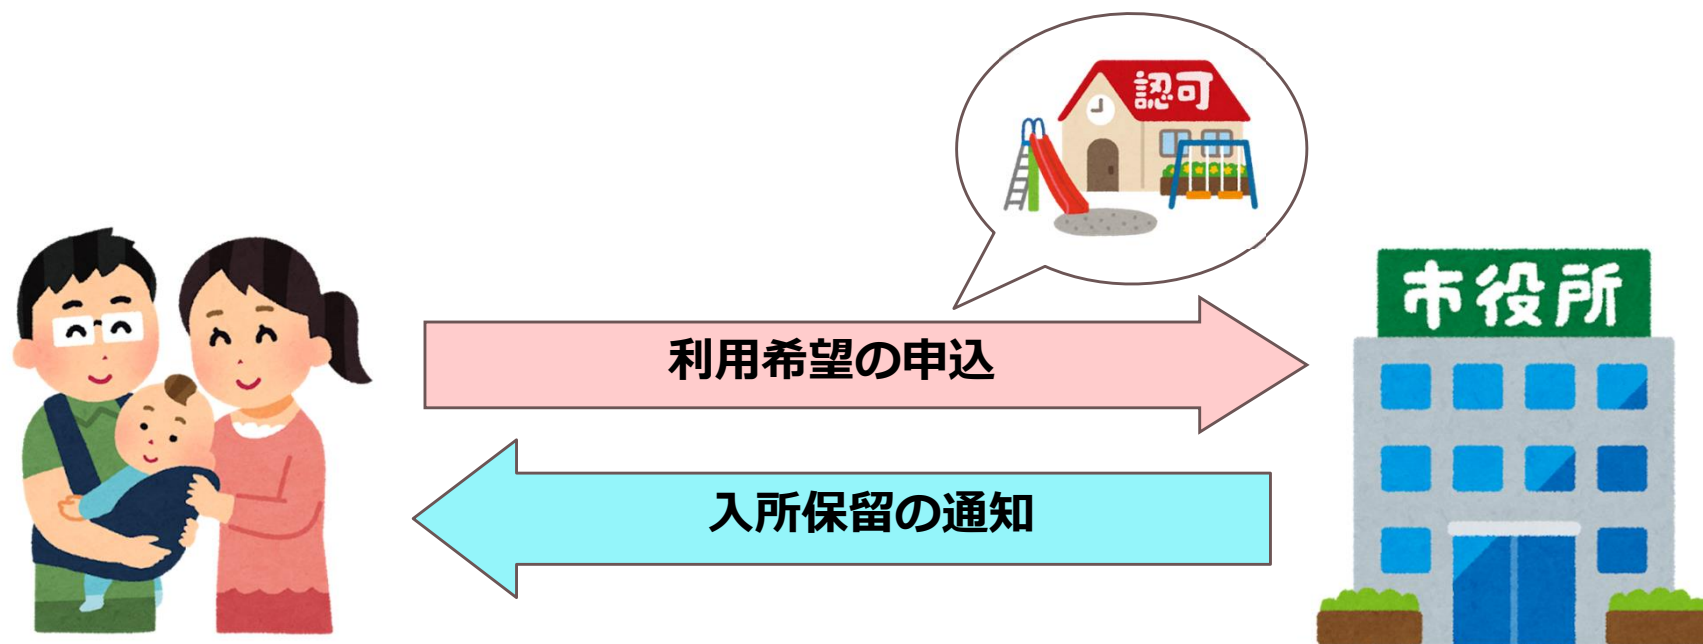 認可
市役所
利用希望の申込
入所保留の通知